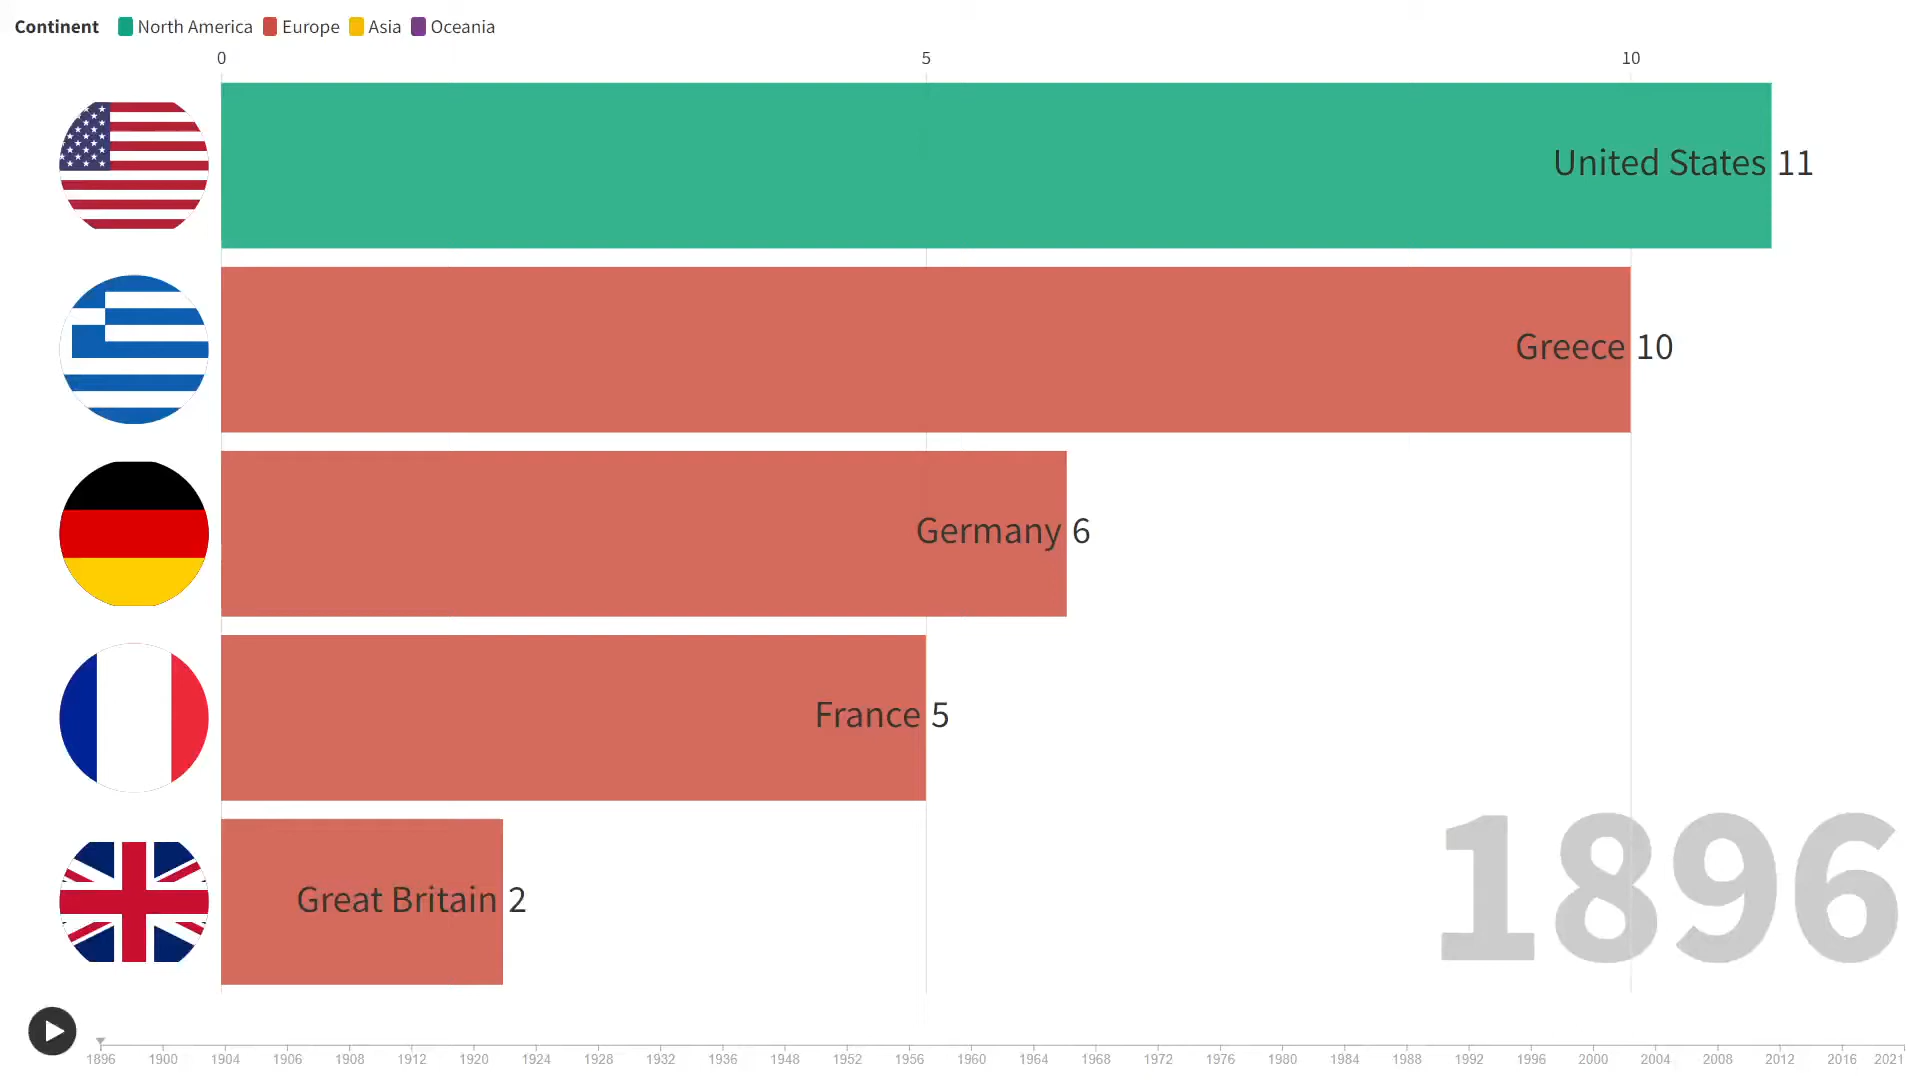 Continent North America Europe Asia Oceania
0 5 10
United States 11
Greece 10
Germany 6
France 5
Great Britain 2
1896
1896 1900 1904 1906 1908 1912 1920 1924 1928 1932 1936 1948 1952 1956 1960 1964 1968 1972 1976 1980 1984 1988 1992 1996 2000 2004 2008 2012 2016 2021